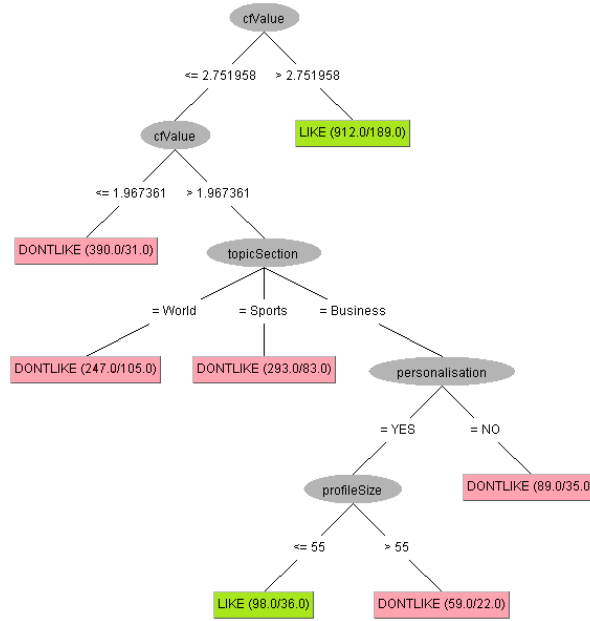 cfValue
<= 2.751958
> 2.751958
cfValue
LIKE (912.0/189.0)
<= 1.967361
> 1.967361
DONTLIKE (390.0/31.0)
topicSection
= World
= Sports
= Business
DONTLIKE (247.0/105.0)
DONTLIKE (293.0/83.0)
personalisation
= YES
= NO
profileSize
DONTLIKE (89.0/35.0
<= 55
> 55
LIKE (98.0/36.0)
DONTLIKE (59.0/22.0)